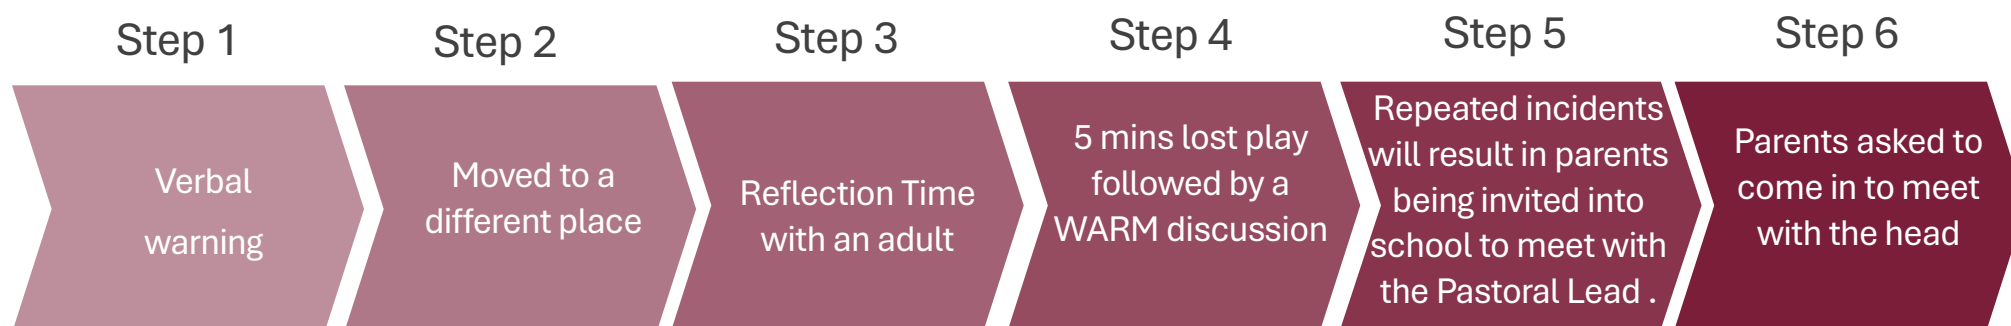 Step 1
Step 2
Step 3
Step 4
Step 5
Step 6
Verbal
warning
Moved to a
different place
Reflection Time
with an adult
5 mins lost play
followed by a
WARM discussion
Repeated incidents
will result in parents
being invited into
school to meet with
the Pastoral Lead .
Parents asked to
come in to meet
with the head